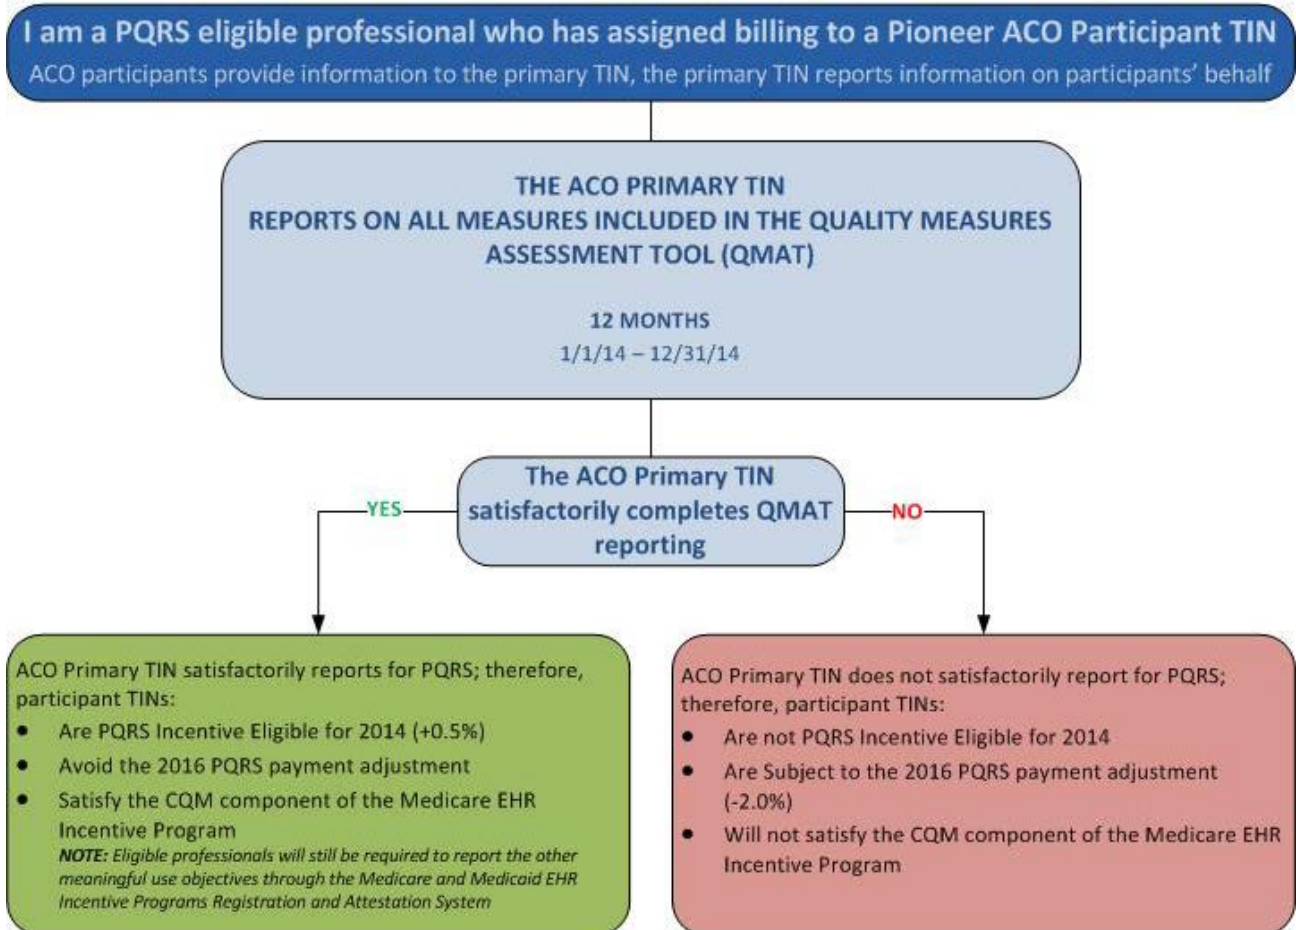 I am a PQRS eligible professional who has assigned billing to a Pioneer ACO Participant TIN
ACO participants provide information to the primary TIN, the primary TIN reports information on participants' behalf
THE ACO PRIMARY TIN
REPORTS ON ALL MEASURES INCLUDED IN THE QUALITY MEASURES
ASSESSMENT TOOL (QMAT)
12 MONTHS
1/1/14 – 12/31/14
The ACO Primary TIN
satisfactorily completes QMAT
reporting
YES
NO
ACO Primary TIN satisfactorily reports for PQRS; therefore,
participant TINs:
● Are PQRS Incentive Eligible for 2014 (+0.5%)
● Avoid the 2016 PQRS payment adjustment
● Satisfy the CQM component of the Medicare EHR
Incentive Program
NOTE: Eligible professionals will still be required to report the other
meaningful use objectives through the Medicare and Medicaid EHR
Incentive Programs Registration and Attestation System
ACO Primary TIN does not satisfactorily report for PQRS;
therefore, participant TINs:
● Are not PQRS Incentive Eligible for 2014
● Are Subject to the 2016 PQRS payment adjustment
(-2.0%)
● Will not satisfy the CQM component of the Medicare EHR
Incentive Program